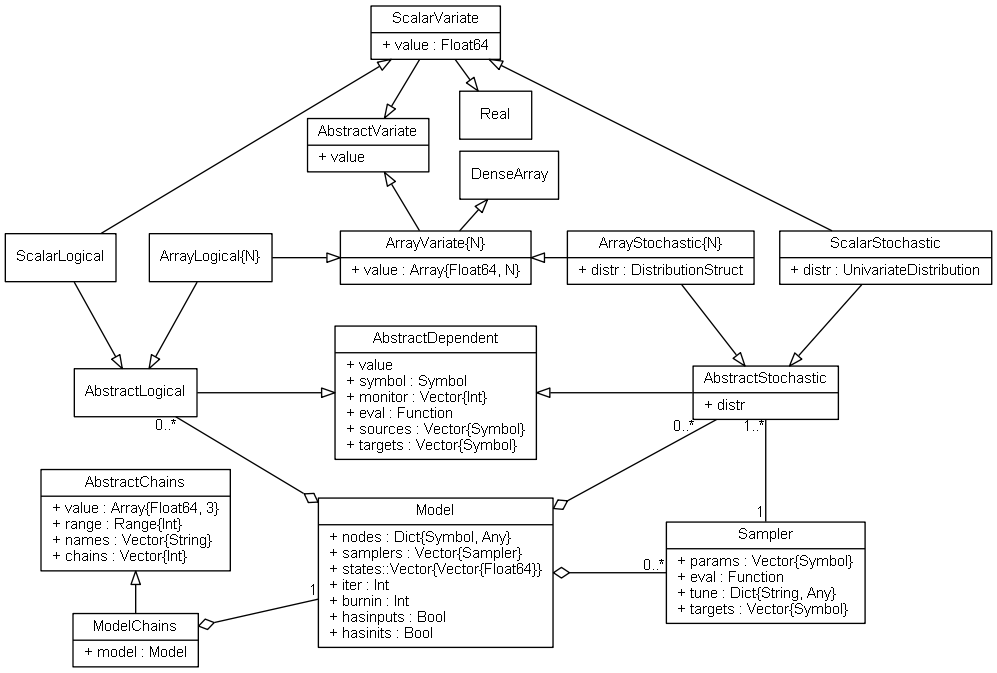 ScalarVariate
+ value : Float64
Real
AbstractVariate
+ value
DenseArray
ScalarLogical
ArrayLogical{N}
ArrayVariate{N}
+ value : Array{Float64, N}
ArrayStochastic{N}
+ distr : DistributionStruct
ScalarStochastic
+ distr : UnivariateDistribution
AbstractDependent
+ value
+ symbol : Symbol
+ monitor : Vector{Int}
+ eval : Function
+ sources : Vector{Symbol}
+ targets : Vector{Symbol}
AbstractLogical
0..*
AbstractStochastic
+ distr
0..*
1..*
AbstractChains
+ value : Array{Float64, 3}
+ range : Range{Int}
+ names : Vector{String}
+ chains : Vector{Int}
Model
+ nodes : Dict{Symbol, Any}
+ samplers : Vector{Sampler}
+ states::Vector{Vector{Float64}}
+ iter : Int
+ burnin : Int
+ hasinputs : Bool
+ hasinits : Bool
1
0..*
1
Sampler
+ params : Vector{Symbol}
+ eval : Function
+ tune : Dict{String, Any}
+ targets : Vector{Symbol}
ModelChains
+ model : Model